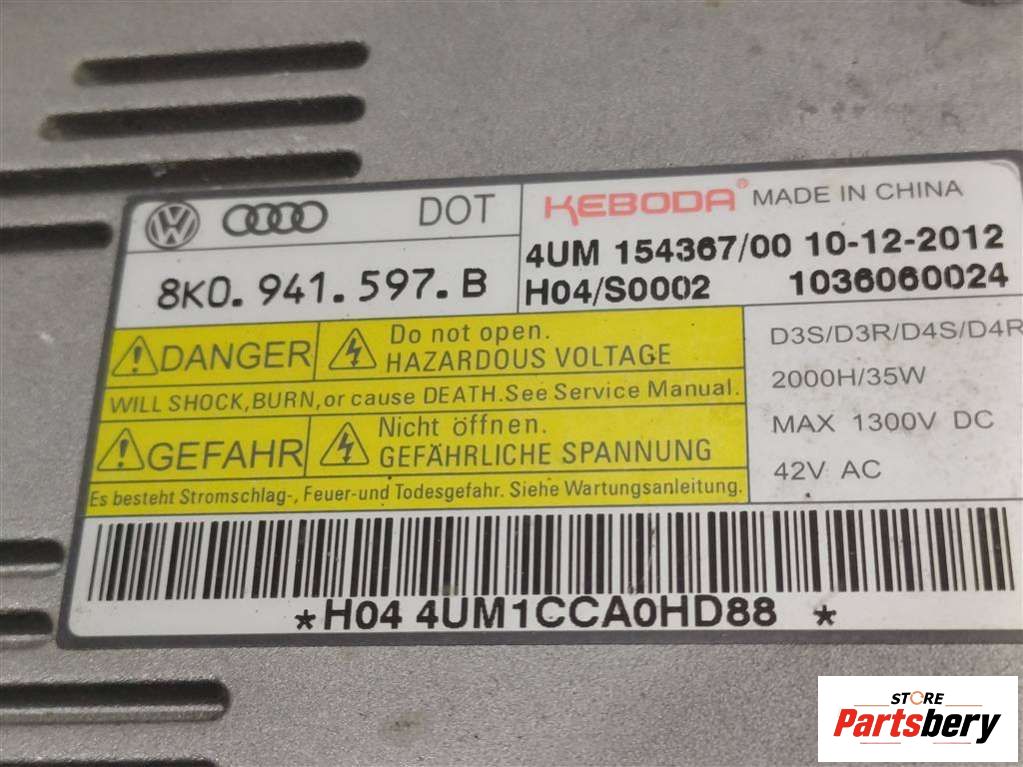 DOT
8K0.941.597.B
KEBODA® MADE IN CHINA
4UM 154367/00 10-12-2012
H04/S0002 1036060024
DANGER
Do not open.
HAZARDOUS VOLTAGE
WILL SHOCK, BURN, or cause DEATH. See Service Manual.
GEFAHR
Nicht öffnen.
GEFÄHRLICHE SPANNUNG
Es besteht Stromschlag-, Feuer-und Todesgefahr. Siehe Wartungsanleitung.
D3S/D3R/D4S/D4R
2000H/35W
MAX 1300V DC
42V AC
*H04 4UM1CCA0HD88 *
STORE
Partsbery